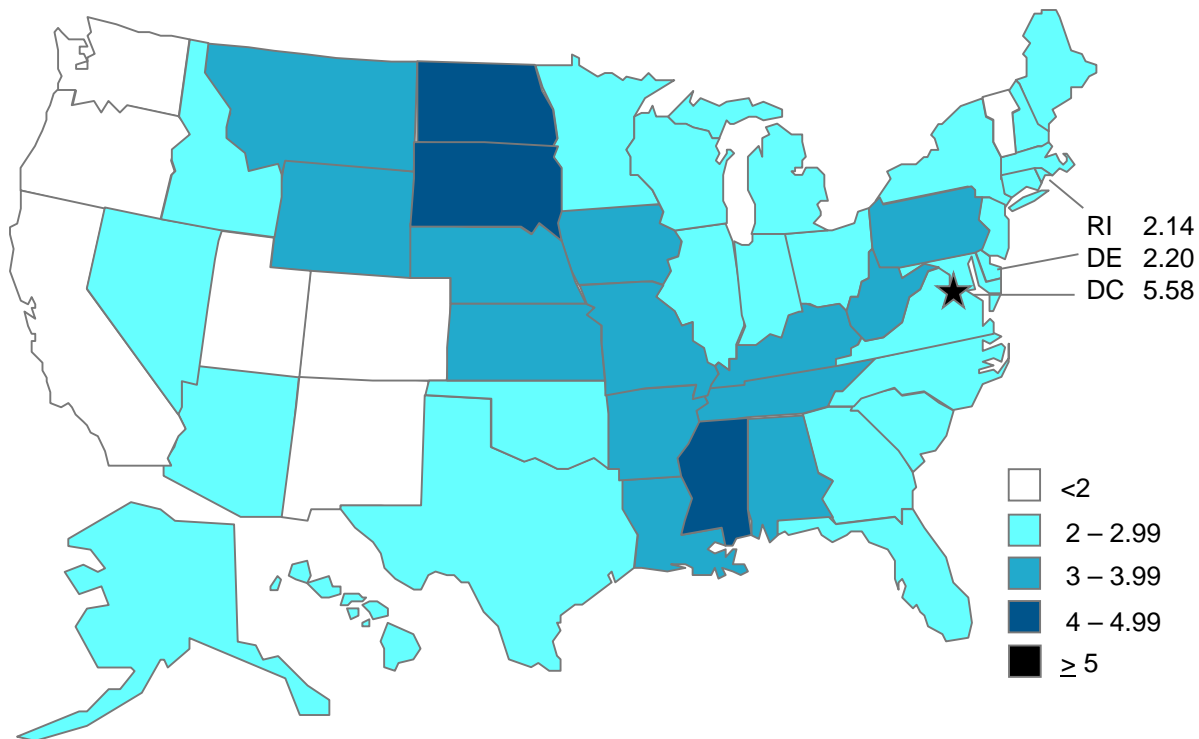 RI 2.14
DE 2.20
DC 5.58
<2
2 – 2.99
3 – 3.99
4 – 4.99
≥ 5